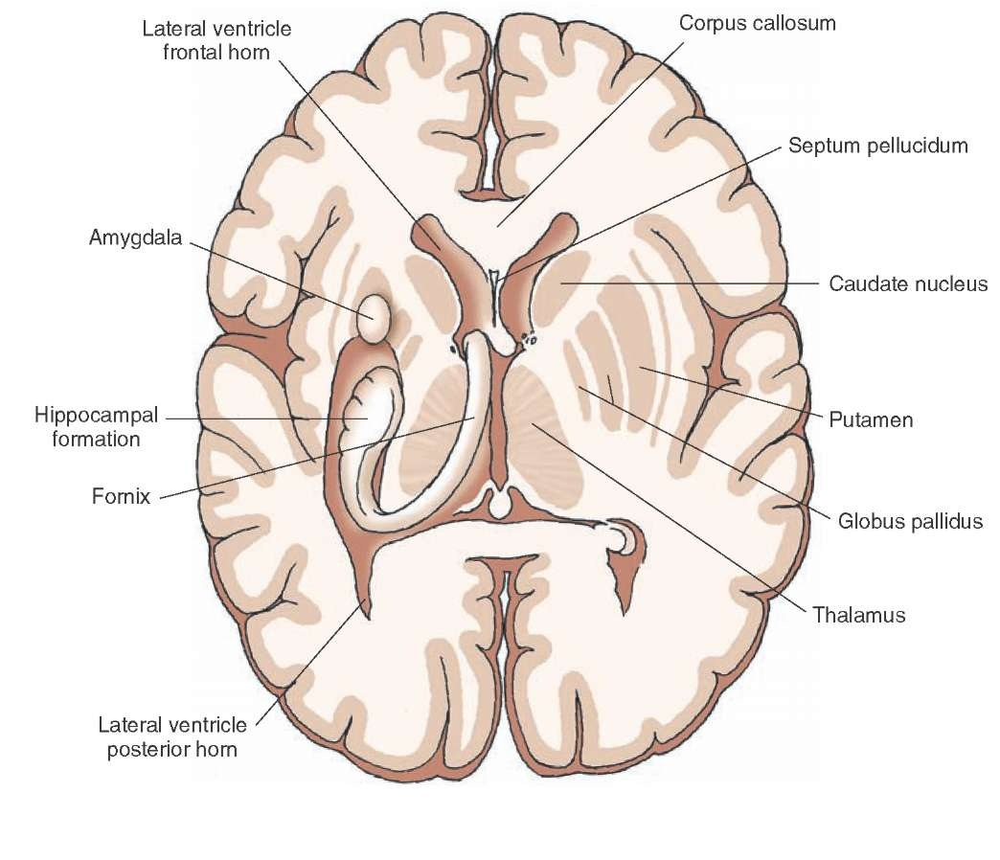 Lateral ventricle
frontal horn
Corpus callosum
Septum pellucidum
Amygdala
Caudate nucleus
Hippocampal
formation
Putamen
Fornix
Globus pallidus
Thalamus
Lateral ventricle
posterior horn